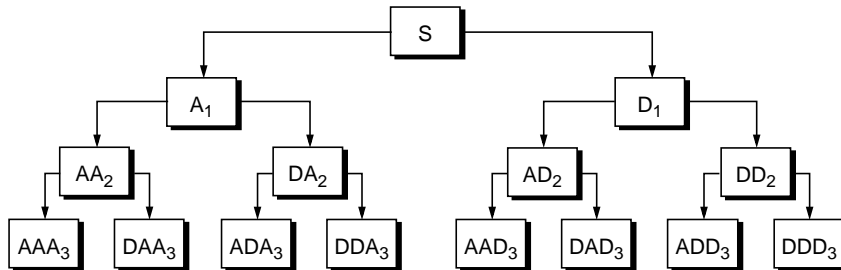 S
A₁ D₁
AA₂ DA₂ AD₂ DD₂
AAA₃ DAA₃ ADA₃ DDA₃ AAD₃ DAD₃ ADD₃ DDD₃